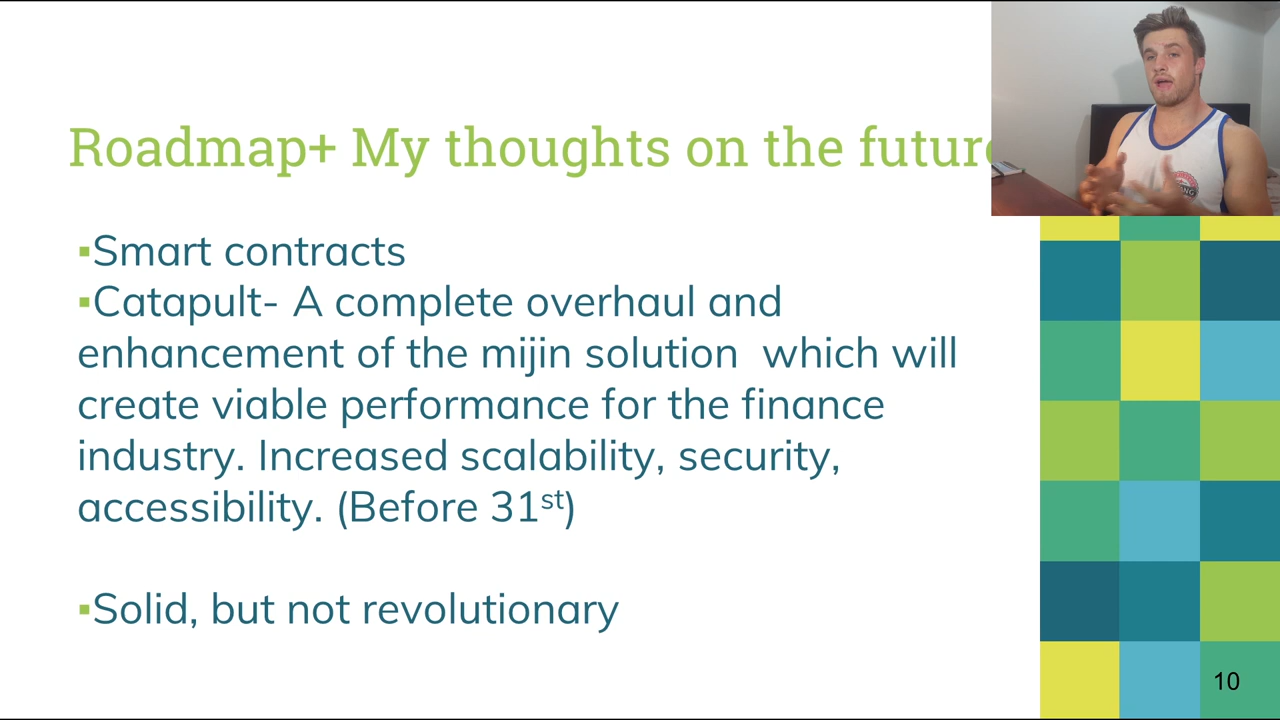 Roadmap+ My thoughts on the future
▪Smart contracts
▪Catapult- A complete overhaul and
enhancement of the mijin solution which will
create viable performance for the finance
industry. Increased scalability, security,
accessibility. (Before 31st)
▪Solid, but not revolutionary
10